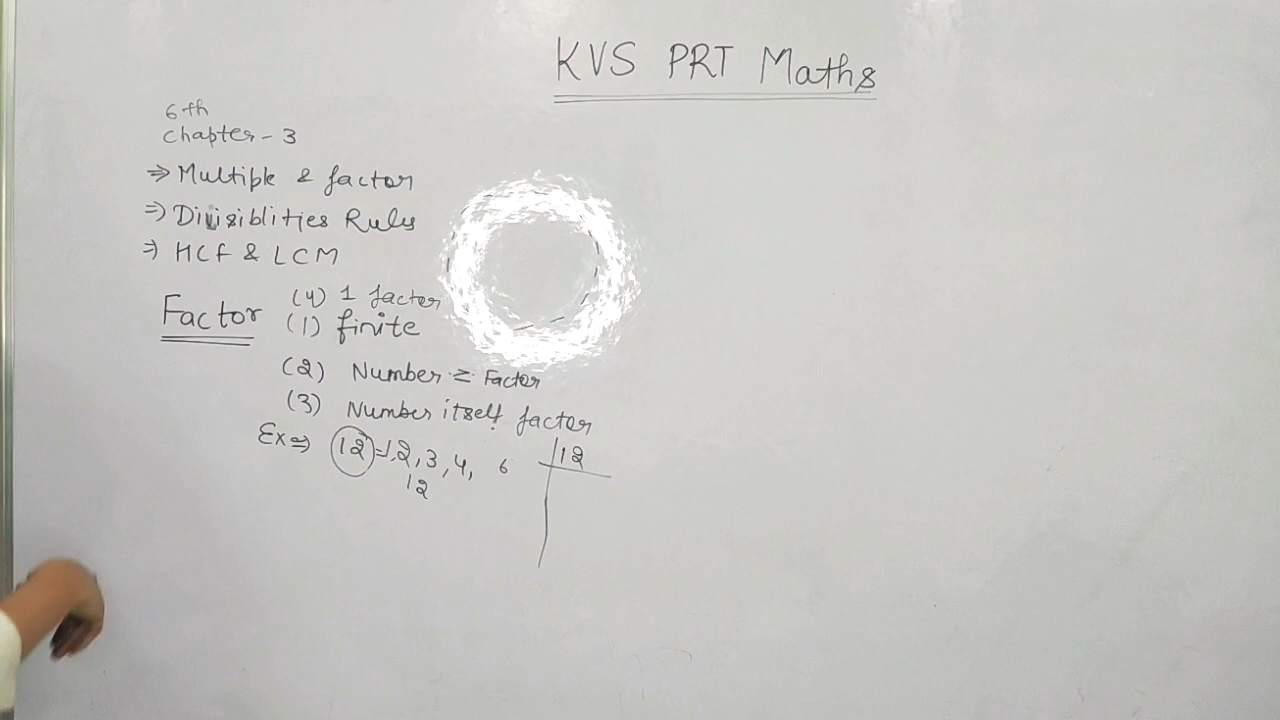 KVS PRT Maths
6th
Chapter - 3
⇒ Multiple & factor
⇒ Divisiblities Rules
⇒ HCF & LCM
Factor
(4) 1 factor
(1) finite
(2) Number ≥ Factor
(3) Number itself factor
Ex⇒ 12 = 1, 2, 3, 4, 6
12
12